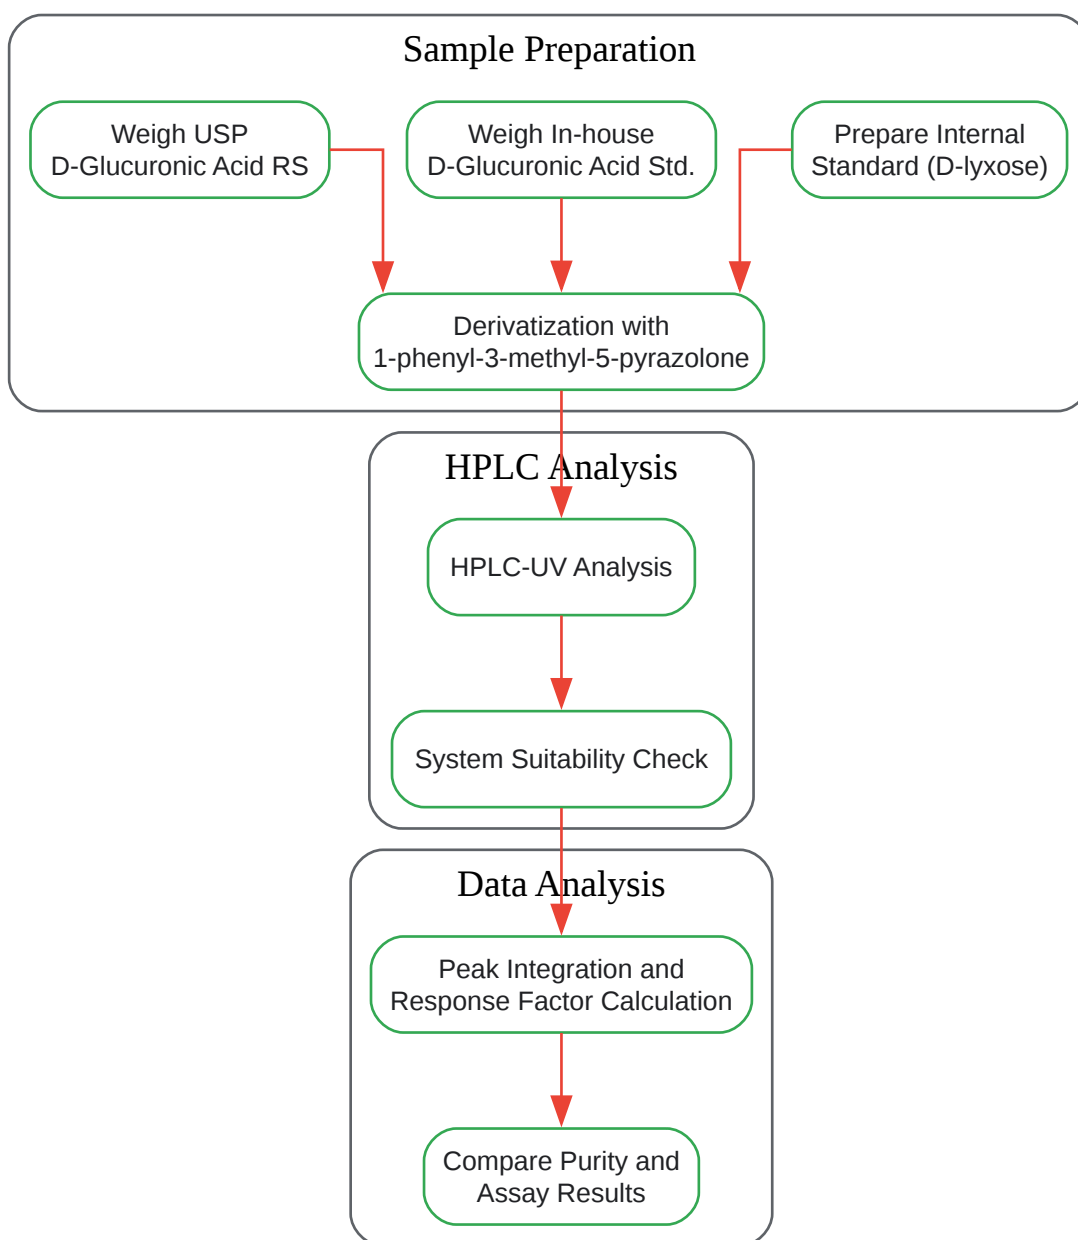 Sample Preparation
Weigh USP
D-Glucuronic Acid RS
Weigh In-house
D-Glucuronic Acid Std.
Prepare Internal
Standard (D-lyxose)
Derivatization with
1-phenyl-3-methyl-5-pyrazolone
HPLC Analysis
HPLC-UV Analysis
System Suitability Check
Data Analysis
Peak Integration and
Response Factor Calculation
Compare Purity and
Assay Results